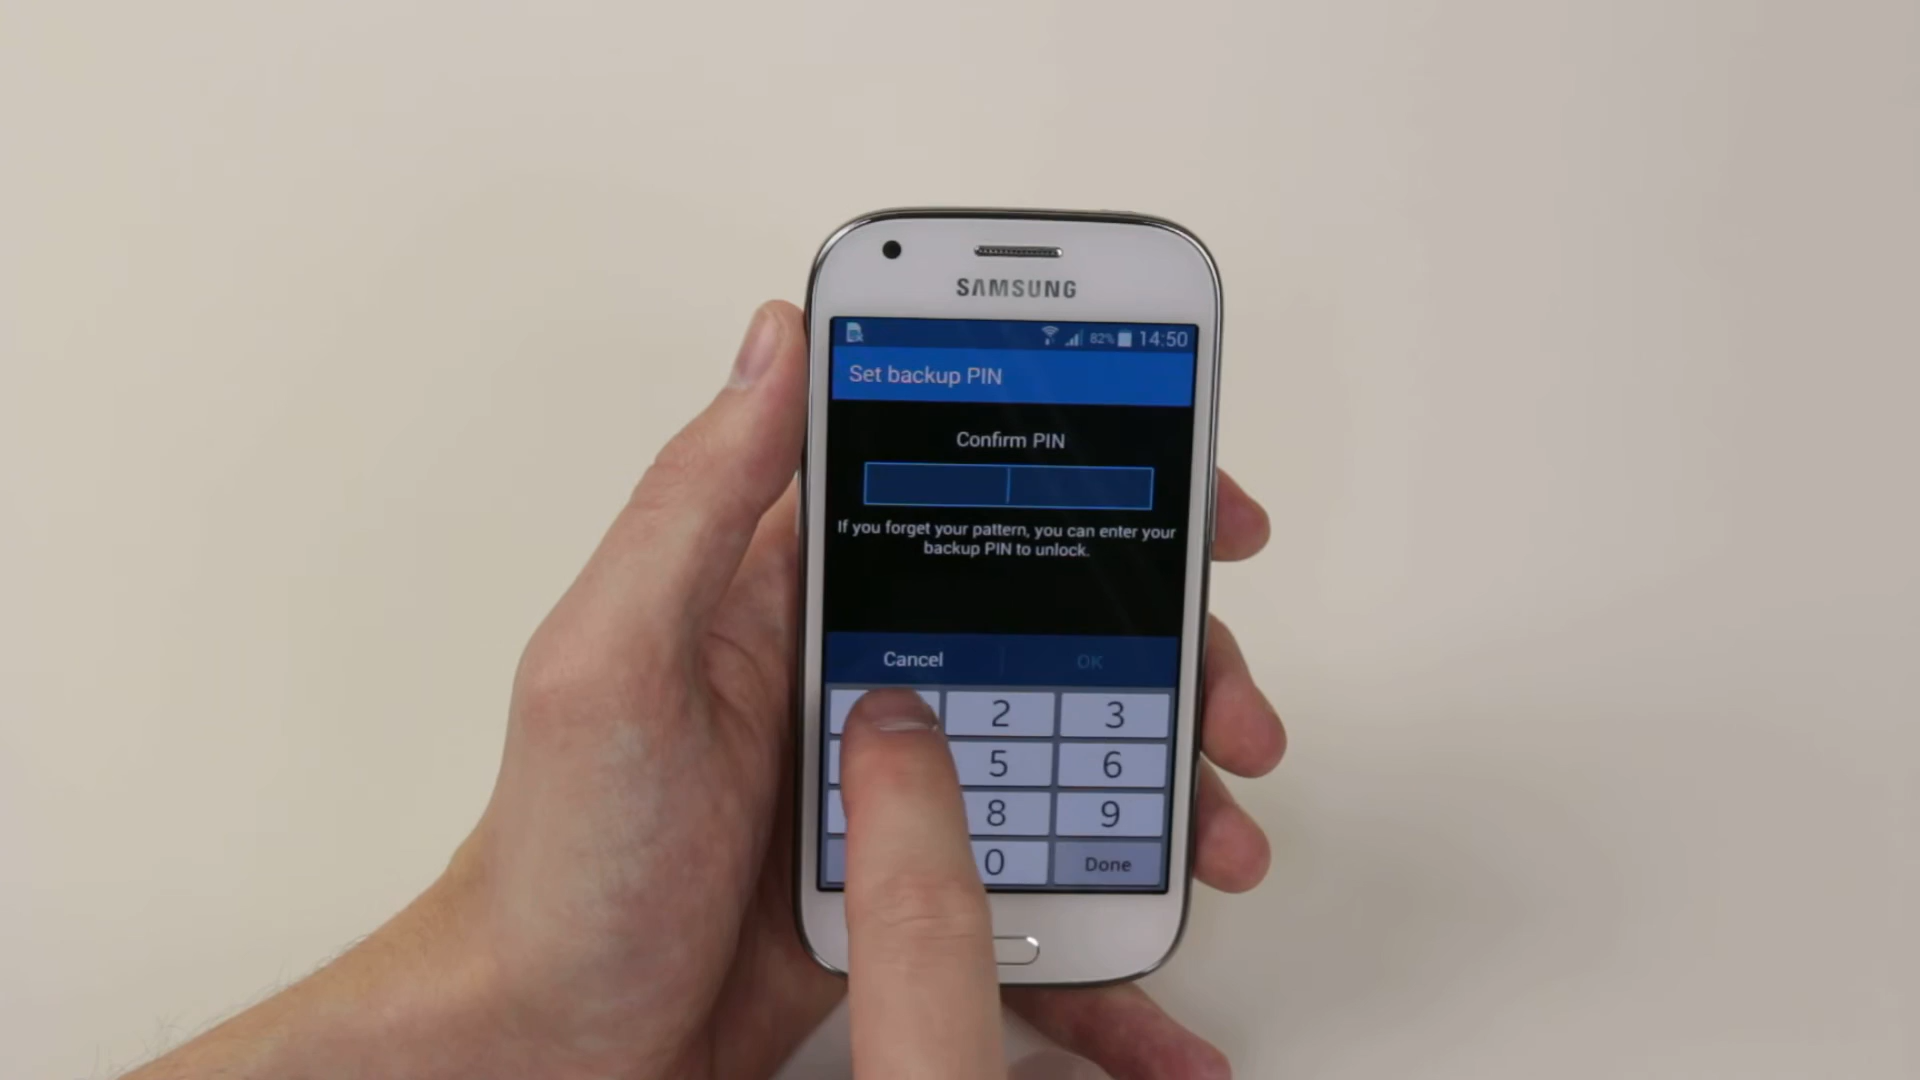 SAMSUNG
82% 14:50
Set backup PIN
Confirm PIN
If you forget your pattern, you can enter your
backup PIN to unlock.
Cancel OK
2 3
5 6
8 9
0 Done